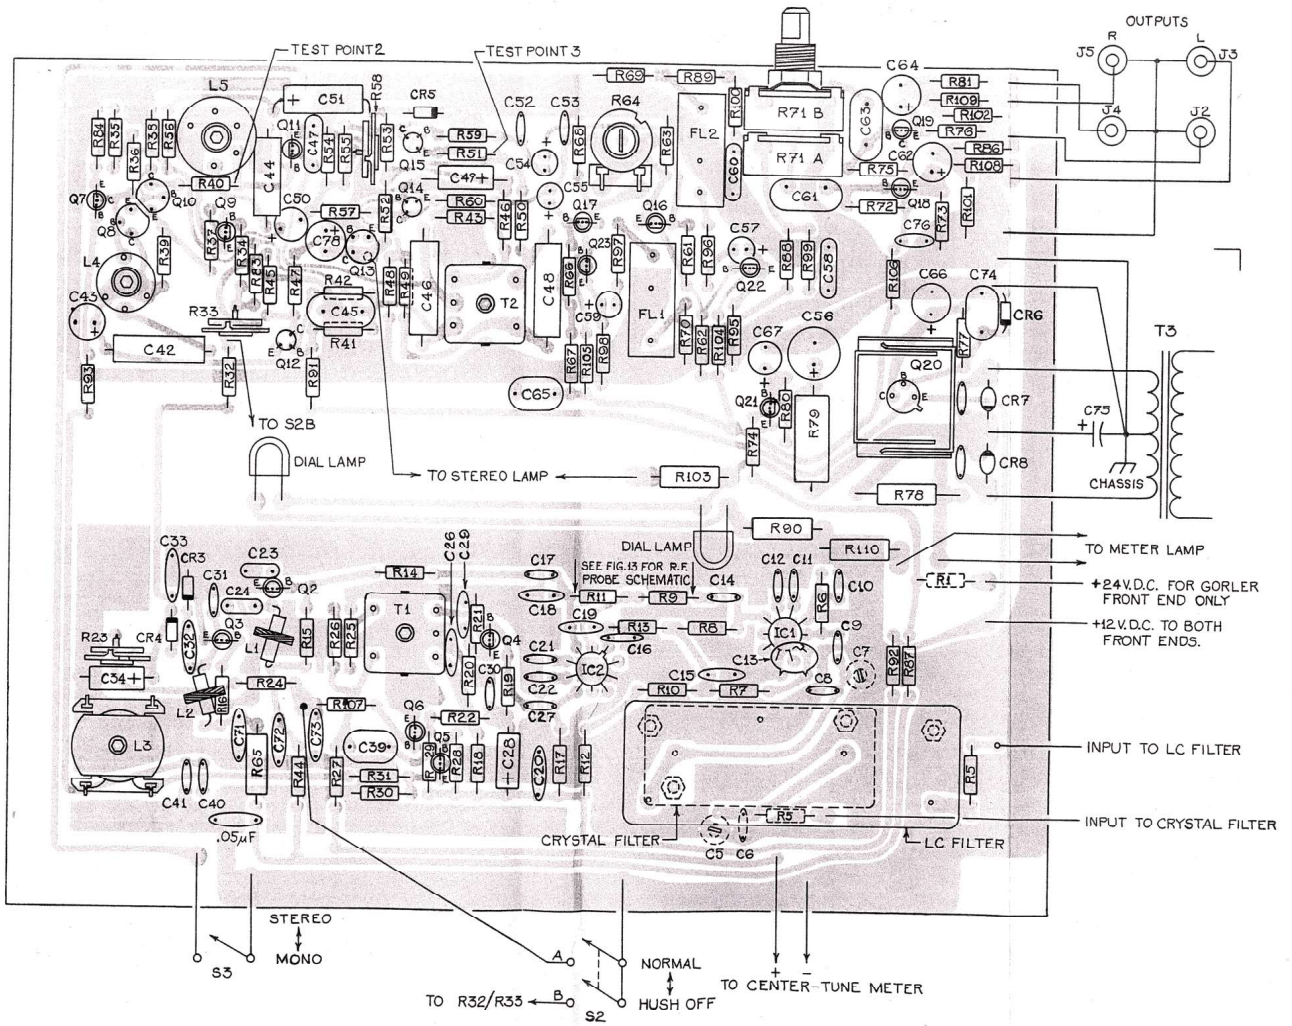 OUTPUTS
R
L
J5
J3
J4
J2
TEST POINT 2
TEST POINT 3
L5
C51
R58
CR5
C52
C53
R69
R89
R64
R100
R71 B
C64
R81
R109
R102
R76
R86
R108
R84
R35
R36
R38
R36
Q11
C47
R54
R55
R53
R59
R51
Q15
C54
R68
R63
FL2
C60
R71 A
C63
Q19
C62
R75
Q7
R40
C44
Q14
C49+
C55
Q8
Q10
Q9
C50
R57
R52
R60
R43
R46
R50
Q17
Q16
C61
R72
Q18
R73
R101
C76
R39
R37
R34
C78
Q13
Q23
R97
R61
R96
C57
R88
R99
C58
L4
R83
R45
R47
R42
R48
R49
C46
T2
C48
R66
Q22
R106
C66
C74
C43
R33
C45
C59
FL1
R70
R62
R104
R95
CR6
C42
Q12
R41
R67
R105
R98
C67
C56
R77
T3
R93
R32
R91
C65
Q21
R80
R79
Q20
CR7
C75
TO S2B
DIAL LAMP
R74
TO STEREO LAMP
R103
CR8
CHASSIS
R78
R90
DIAL LAMP
R110
TO METER LAMP
C33
CR3
C23
C26
C29
C17
SEE FIG. 13 FOR R.F.
PROBE SCHEMATIC
C12
C11
C31
Q2
R14
C14
C10
R1
+24V.D.C. FOR GORLER
FRONT END ONLY
C24
T1
C18
R11
R9
R6
+12V.D.C. TO BOTH
FRONT ENDS.
R23
CR4
C32
Q3
L1
R15
R26
R25
R21
Q4
C19
R13
R8
IC1
C9
C16
C34+
C21
IC2
C13
C7
R92
R87
R24
R20
C30
R19
C22
C15
C8
L2
R16
R107
Q6
R22
C27
R10
R7
L3
C71
C72
C73
C39
Q5
R29
R28
R18
C28
C20
R17
R12
INPUT TO LC FILTER
R65
R44
R27
R31
R5
C41
C40
R30
.05µF
CRYSTAL FILTER
C5
C6
R5
INPUT TO CRYSTAL FILTER
LC FILTER
STEREO
MONO
S3
A
NORMAL
+ −
TO CENTER-TUNE METER
TO R32/R33
B
HUSH OFF
S2